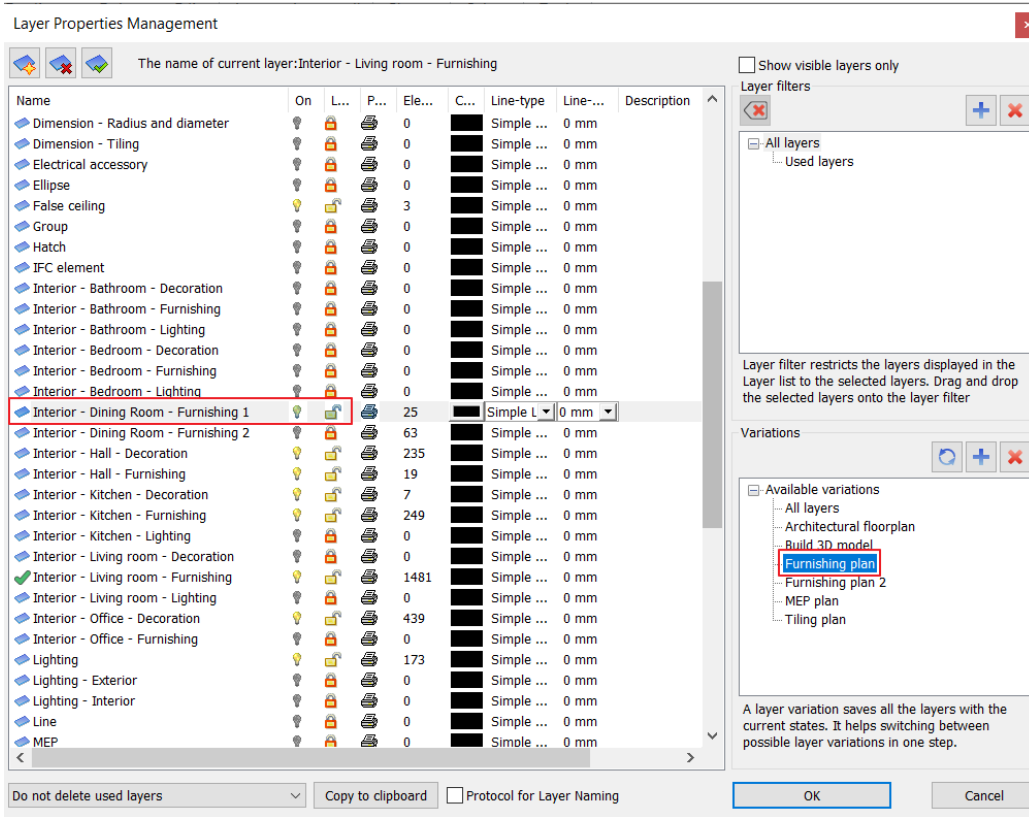 Layer Properties Management
The name of current layer:Interior - Living room - Furnishing
Name On L... P... Ele... C... Line-type Line-... Description
Dimension - Radius and diameter 0 Simple ... 0 mm
Dimension - Tiling 0 Simple ... 0 mm
Electrical accessory 0 Simple ... 0 mm
Ellipse 0 Simple ... 0 mm
False ceiling 3 Simple ... 0 mm
Group 0 Simple ... 0 mm
Hatch 0 Simple ... 0 mm
IFC element 0 Simple ... 0 mm
Interior - Bathroom - Decoration 0 Simple ... 0 mm
Interior - Bathroom - Furnishing 0 Simple ... 0 mm
Interior - Bathroom - Lighting 0 Simple ... 0 mm
Interior - Bedroom - Decoration 0 Simple ... 0 mm
Interior - Bedroom - Furnishing 0 Simple ... 0 mm
Interior - Bedroom - Lighting 0 Simple ... 0 mm
Interior - Dining Room - Furnishing 1 25 Simple L 0 mm
Interior - Dining Room - Furnishing 2 63 Simple ... 0 mm
Interior - Hall - Decoration 235 Simple ... 0 mm
Interior - Hall - Furnishing 19 Simple ... 0 mm
Interior - Kitchen - Decoration 7 Simple ... 0 mm
Interior - Kitchen - Furnishing 249 Simple ... 0 mm
Interior - Kitchen - Lighting 0 Simple ... 0 mm
Interior - Living room - Decoration 0 Simple ... 0 mm
Interior - Living room - Furnishing 1481 Simple ... 0 mm
Interior - Living room - Lighting 0 Simple ... 0 mm
Interior - Office - Decoration 439 Simple ... 0 mm
Interior - Office - Furnishing 0 Simple ... 0 mm
Lighting 173 Simple ... 0 mm
Lighting - Exterior 0 Simple ... 0 mm
Lighting - Interior 0 Simple ... 0 mm
Line 0 Simple ... 0 mm
MEP 0 Simple ... 0 mm
Do not delete used layers
Copy to clipboard
Protocol for Layer Naming
Show visible layers only
Layer filters
All layers
Used layers
Layer filter restricts the layers displayed in the
Layer list to the selected layers. Drag and drop
the selected layers onto the layer filter
Variations
Available variations
All layers
Architectural floorplan
Build 3D model
Furnishing plan
Furnishing plan 2
MEP plan
Tiling plan
A layer variation saves all the layers with the
current states. It helps switching between
possible layer variations in one step.
OK
Cancel